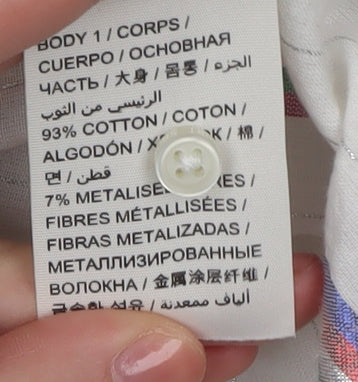 BODY 1 / CORPS /
CUERPO / ОСНОВНАЯ
ЧАСТЬ / 大身 / 몸통 / الجزء
الرئيسي من الثوب
93% COTTON / COTON /
ALGODÓN / / 棉 /
면 / قطن /
7%
FIBRES MÉTALLISÉES /
FIBRAS METALIZADAS /
МЕТАЛЛИЗИРОВАННЫЕ
ВОЛОКНА / 金属涂层纤维 /
ألياف ممعدنة /